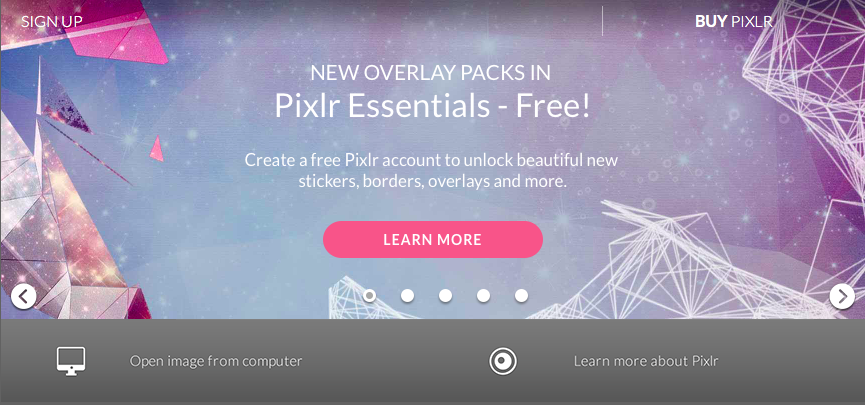 SIGN UP
BUY PIXLR
NEW OVERLAY PACKS IN
Pixlr Essentials - Free!
Create a free Pixlr account to unlock beautiful new
stickers, borders, overlays and more.
LEARN MORE
Open image from computer
Learn more about Pixlr